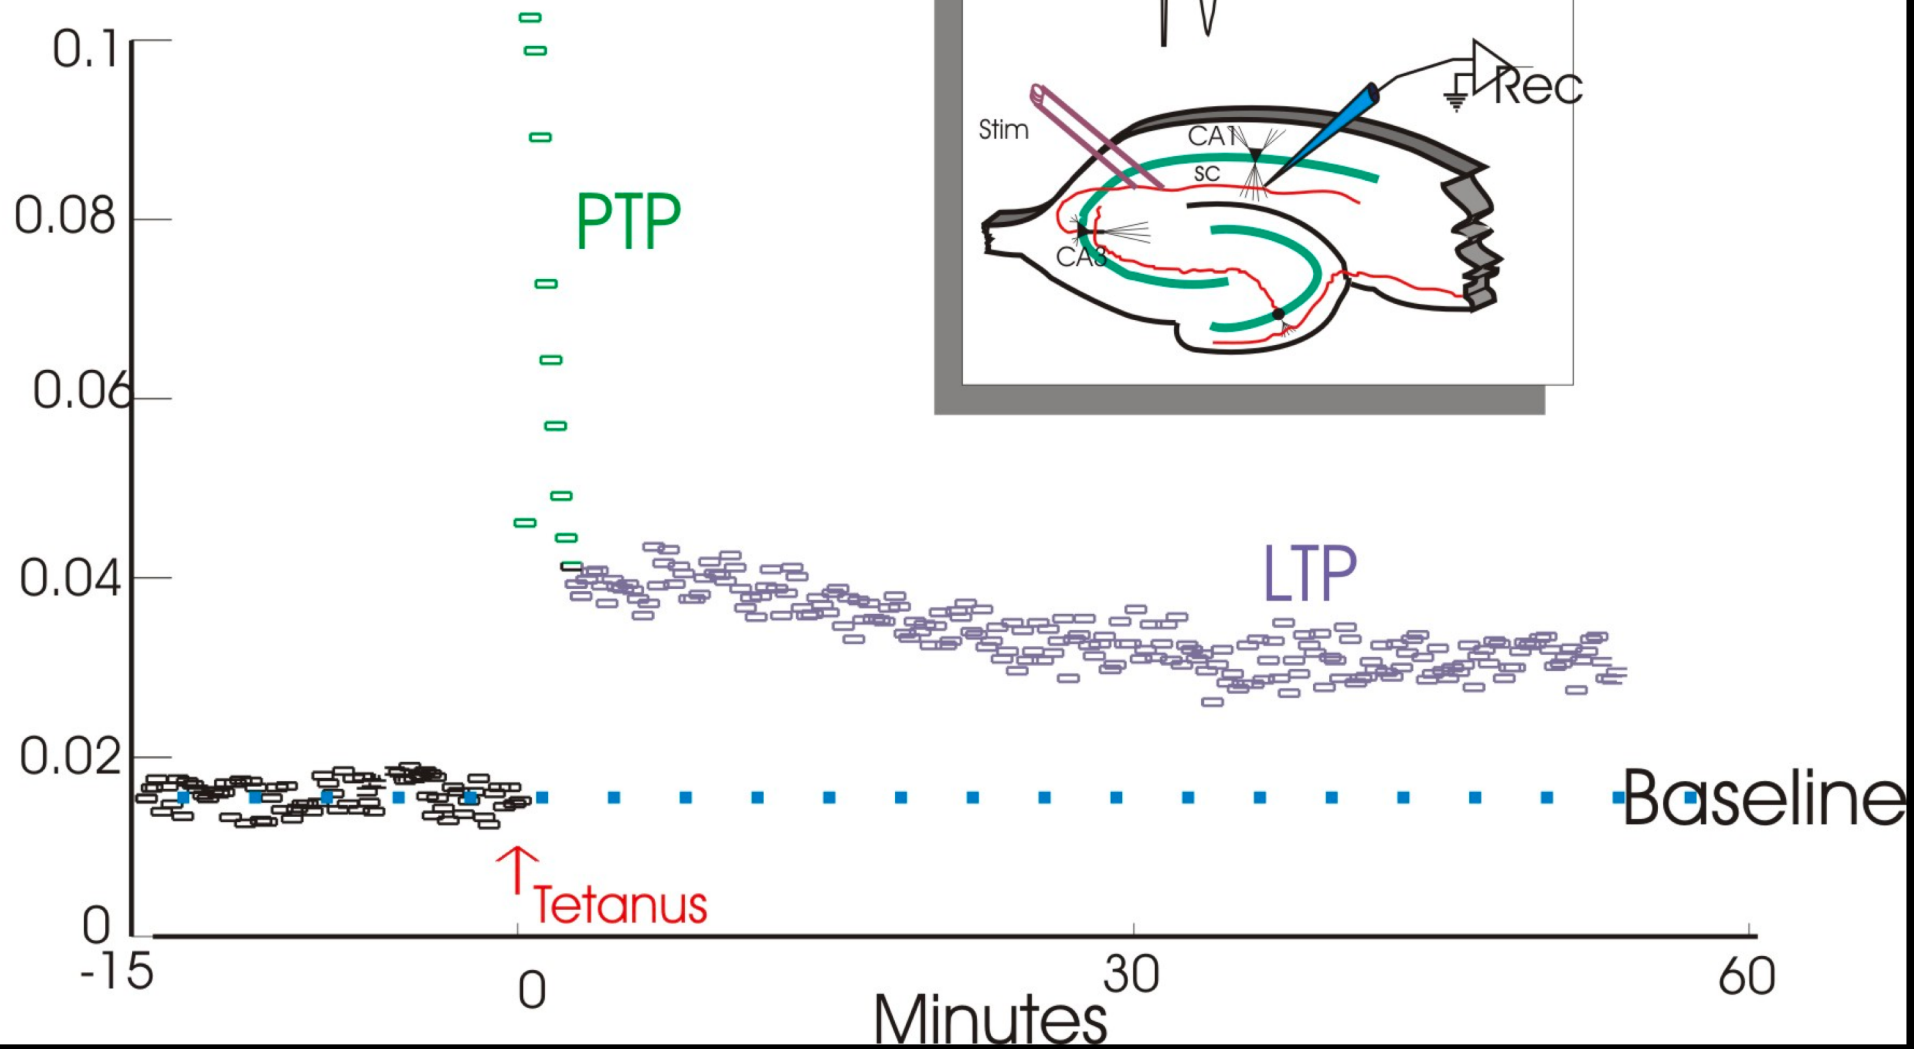 0.1
Rec
Stim
CA1
SC
0.08
PTP
CA3
0.06
LTP
0.04
0.02
Baseline
Tetanus
0
-15
0
30
60
Minutes